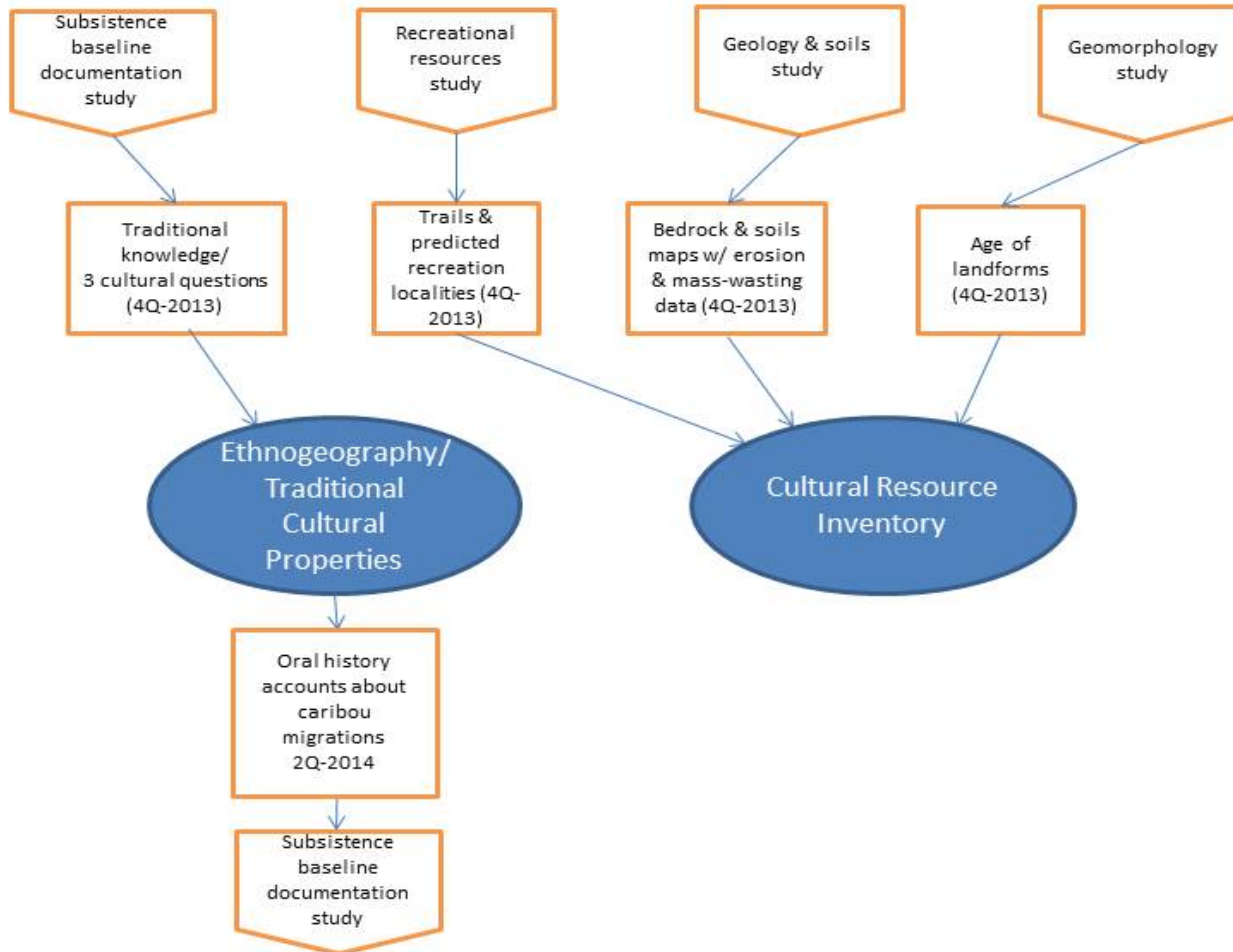 Subsistence
baseline
documentation
study
Recreational
resources
study
Geology & soils
study
Geomorphology
study
Traditional
knowledge/
3 cultural questions
(4Q-2013)
Trails &
predicted
recreation
localities (4Q-
2013)
Bedrock & soils
maps w/ erosion
& mass-wasting
data (4Q-2013)
Age of
landforms
(4Q-2013)
Ethnogeography/
Traditional
Cultural
Properties
Cultural Resource
Inventory
Oral history
accounts about
caribou
migrations
2Q-2014
Subsistence
baseline
documentation
study